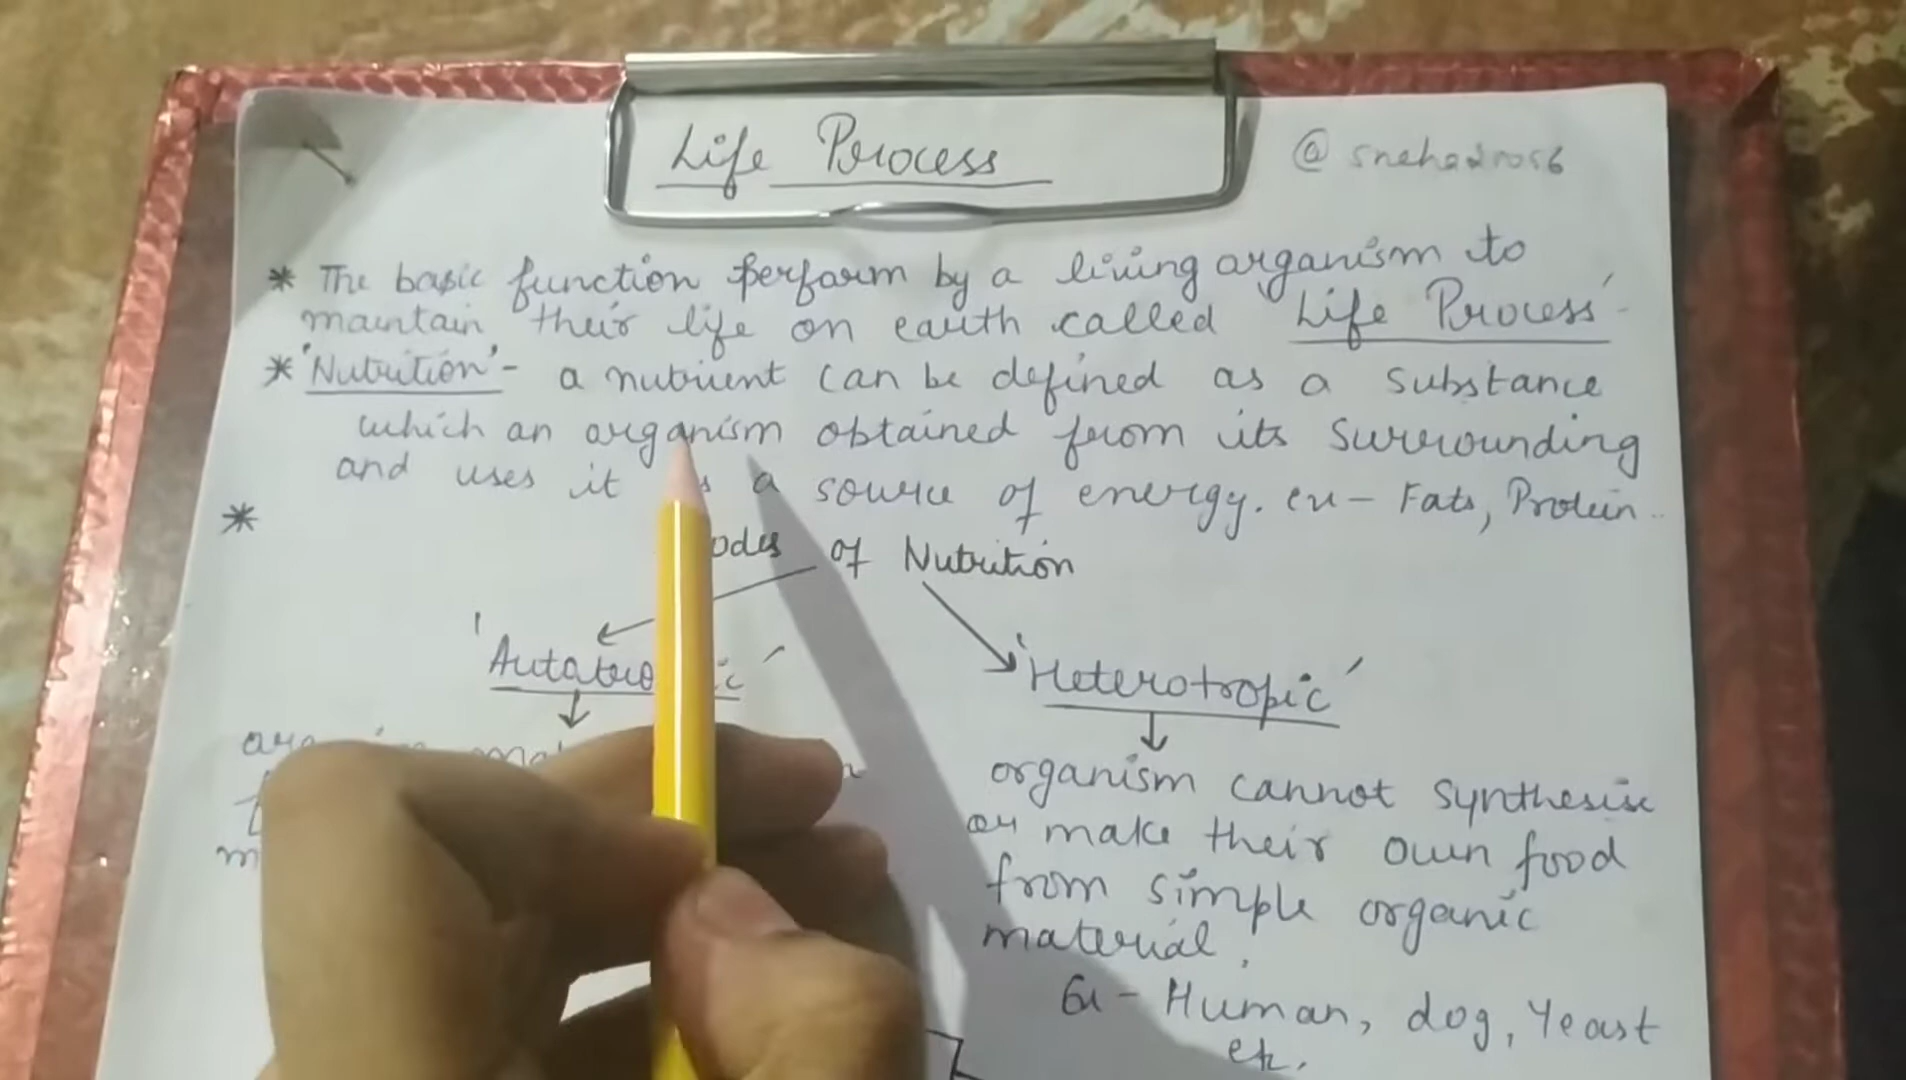 Life Process
@sneha2ros6
* The basic function perform by a living organism to
maintain their life on earth called 'Life Process'
* 'Nutrition' - a nutrient can be defined as a substance
which an organism obtained from its surrounding
and uses it a source of energy. ex - Fats, Protein..
*
of Nutrition
'Heterotropic'
organism cannot synthesise
or make their own food
from simple organic
material.
Ex - Human, dog, Yeast
etc.